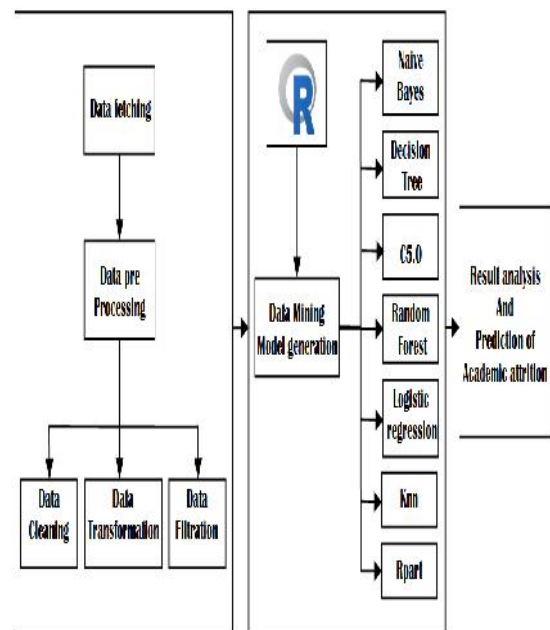 Data fetching
Data pre
Processing
Data
Cleaning
Data
Transformation
Data
Filtration
R
Data Mining
Model generation
Naive
Bayes
Decision
Tree
C5.0
Random
Forest
Logistic
regression
Knn
Rpart
Result analysis
And
Prediction of
Academic attrition